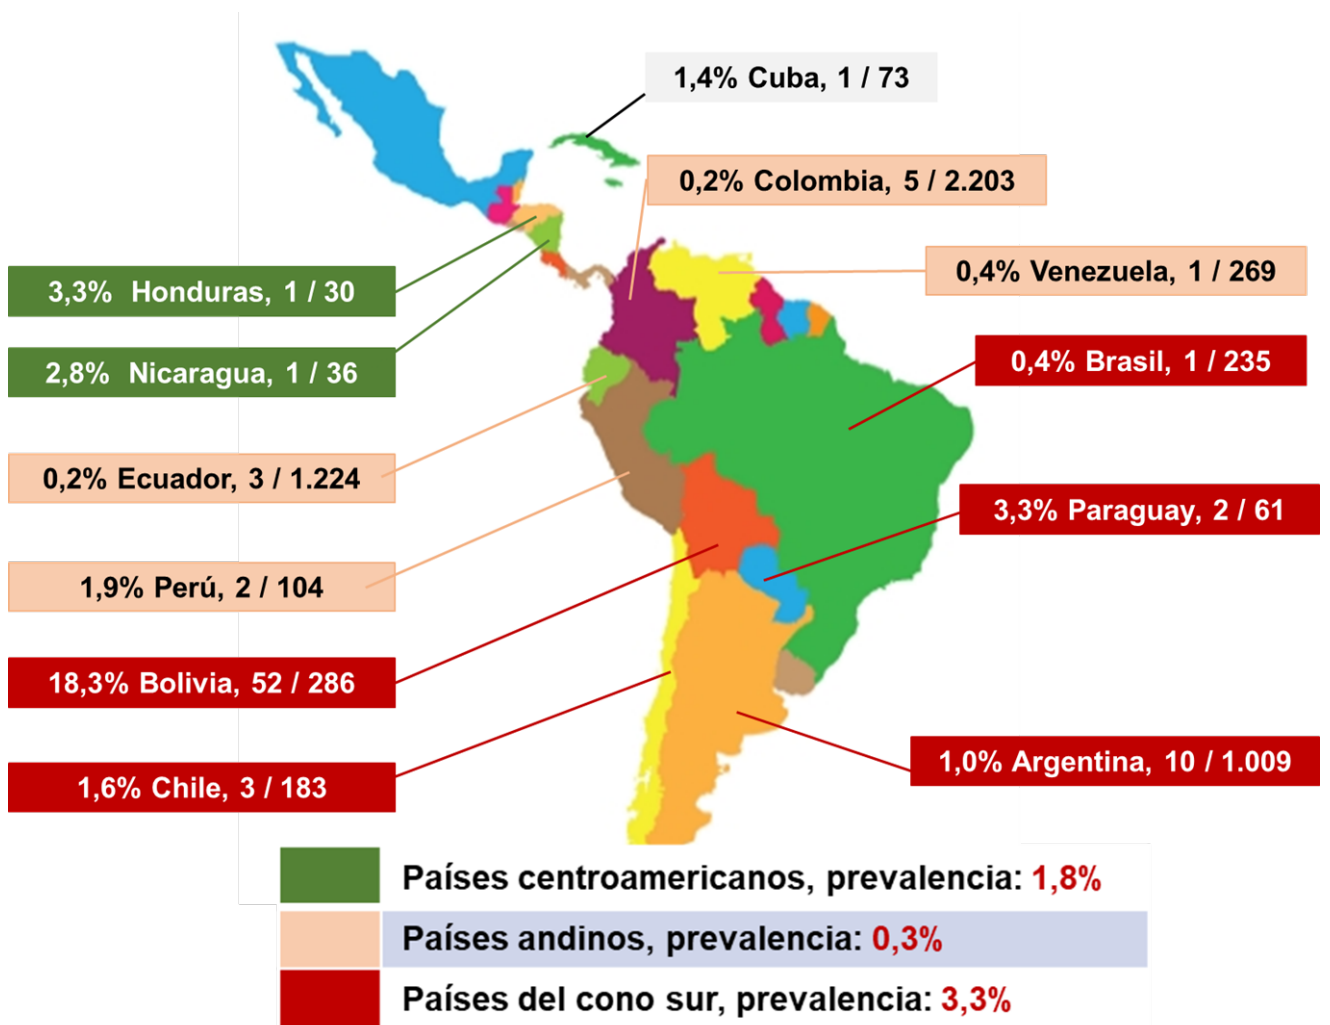 1,4% Cuba, 1 / 73
0,2% Colombia, 5 / 2.203
0,4% Venezuela, 1 / 269
3,3% Honduras, 1 / 30
2,8% Nicaragua, 1 / 36
0,4% Brasil, 1 / 235
0,2% Ecuador, 3 / 1.224
3,3% Paraguay, 2 / 61
1,9% Perú, 2 / 104
18,3% Bolivia, 52 / 286
1,0% Argentina, 10 / 1.009
1,6% Chile, 3 / 183
Países centroamericanos, prevalencia: 1,8%
Países andinos, prevalencia: 0,3%
Países del cono sur, prevalencia: 3,3%